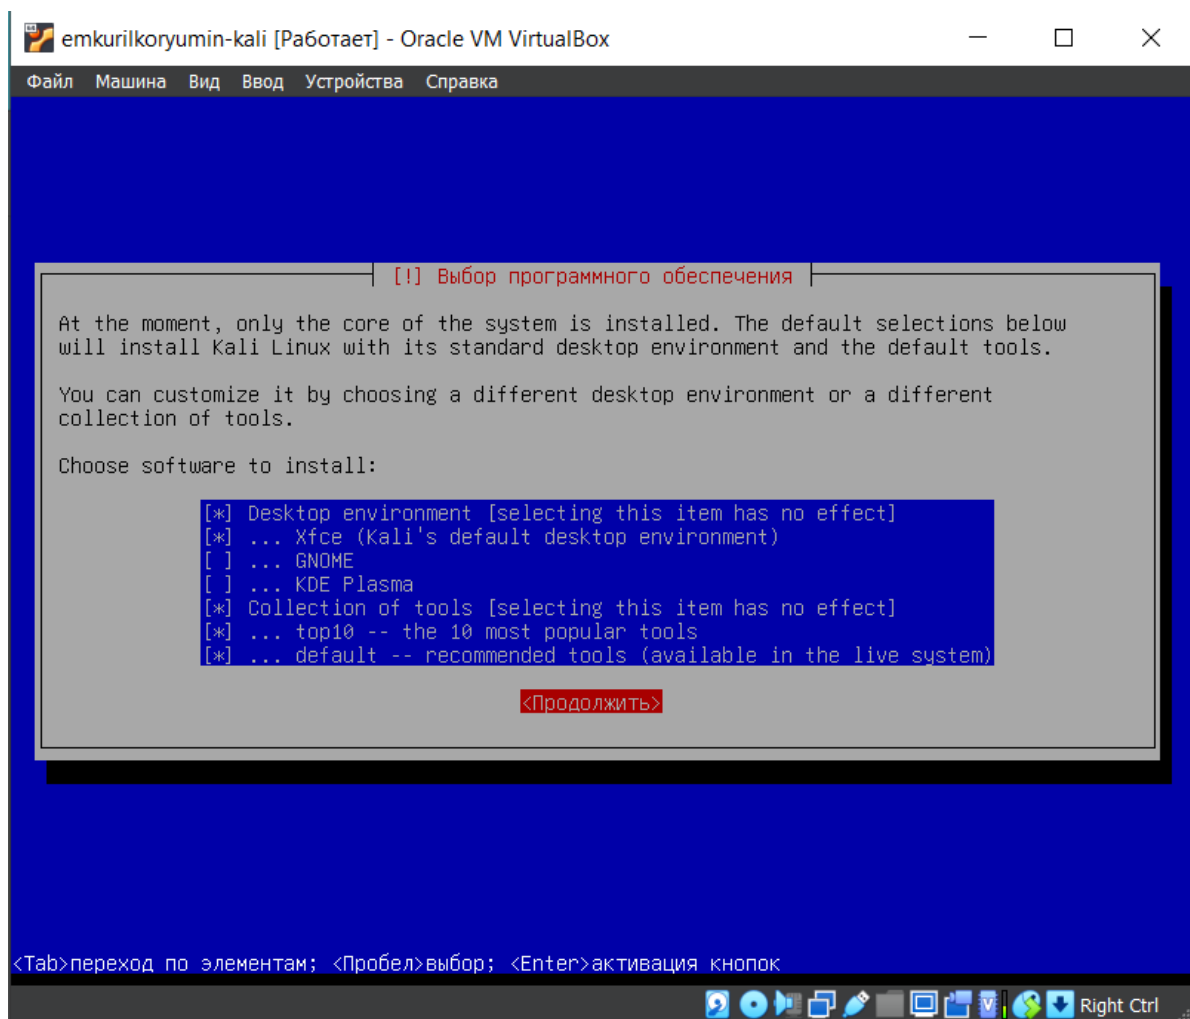 emkurilkoryumin-kali [Работает] - Oracle VM VirtualBox
Файл Машина Вид Ввод Устройства Справка
[!] Выбор программного обеспечения
At the moment, only the core of the system is installed. The default selections below
will install Kali Linux with its standard desktop environment and the default tools.
You can customize it by choosing a different desktop environment or a different
collection of tools.
Choose software to install:
[*] Desktop environment [selecting this item has no effect]
[*] ... Xfce (Kali's default desktop environment)
[ ] ... GNOME
[ ] ... KDE Plasma
[*] Collection of tools [selecting this item has no effect]
[*] ... top10 -- the 10 most popular tools
[*] ... default -- recommended tools (available in the live system)
<Продолжить>
<Tab>переход по элементам; <Пробел>выбор; <Enter>активация кнопок
Right Ctrl